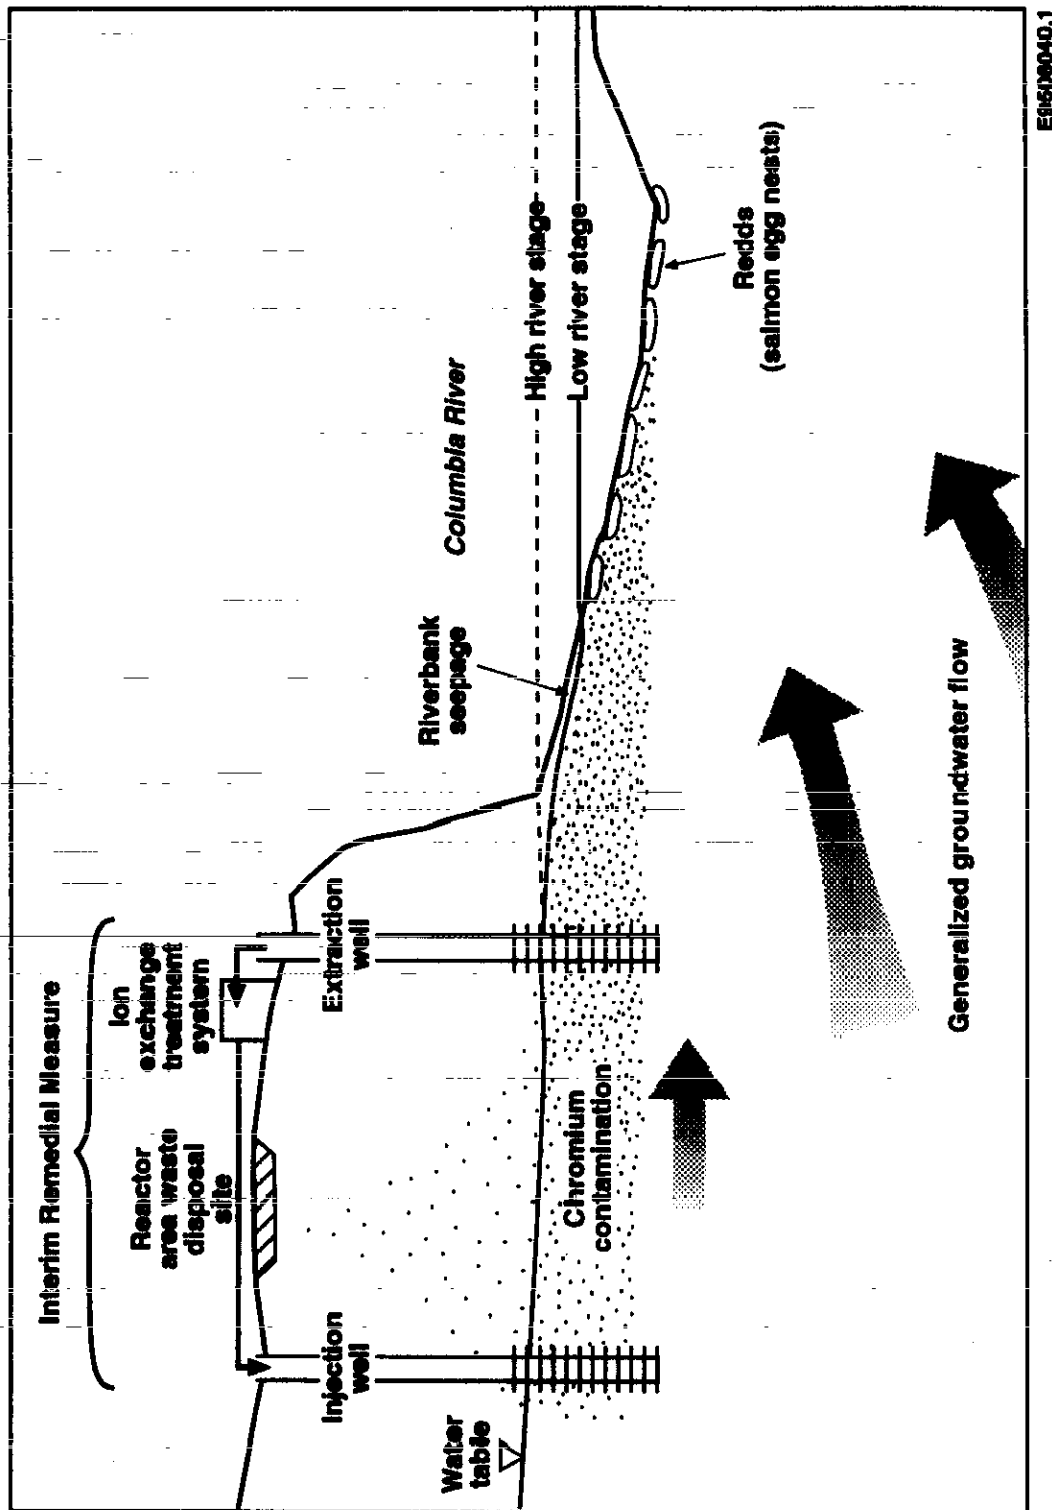 Interim Remedial Measure
Reactor
area waste
disposal
site
Ion
exchange
treatment
system
Injection
well
Extraction
well
Water
table
Chromium
contamination
Riverbank
seepage
Columbia River
High river stage
Low river stage
Redds
(salmon egg nests)
Generalized groundwater flow
E9508040.1